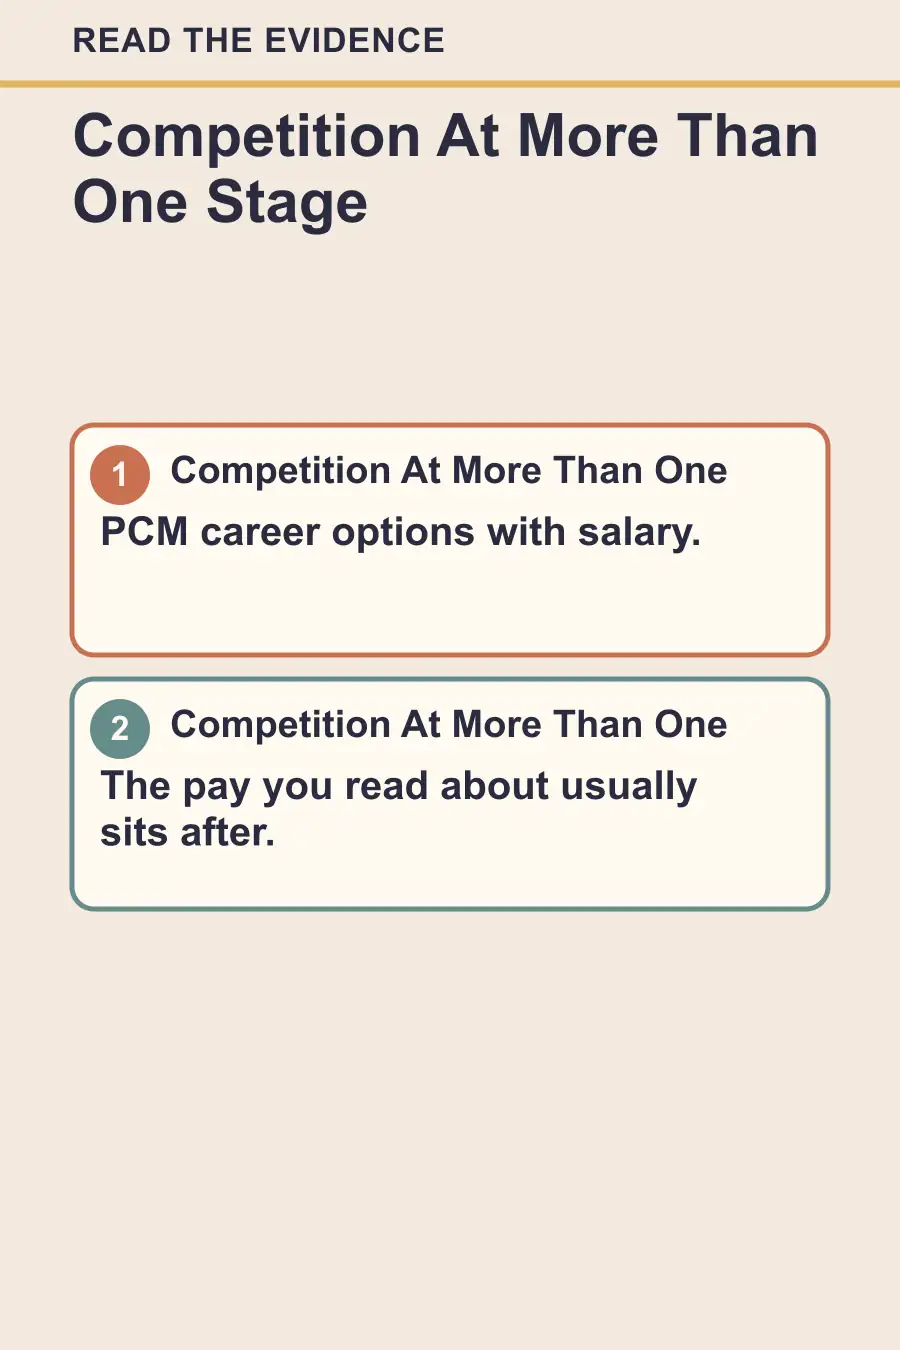 READ THE EVIDENCE
Competition At More Than
One Stage
1 Competition At More Than One
PCM career options with salary.
2 Competition At More Than One
The pay you read about usually
sits after.